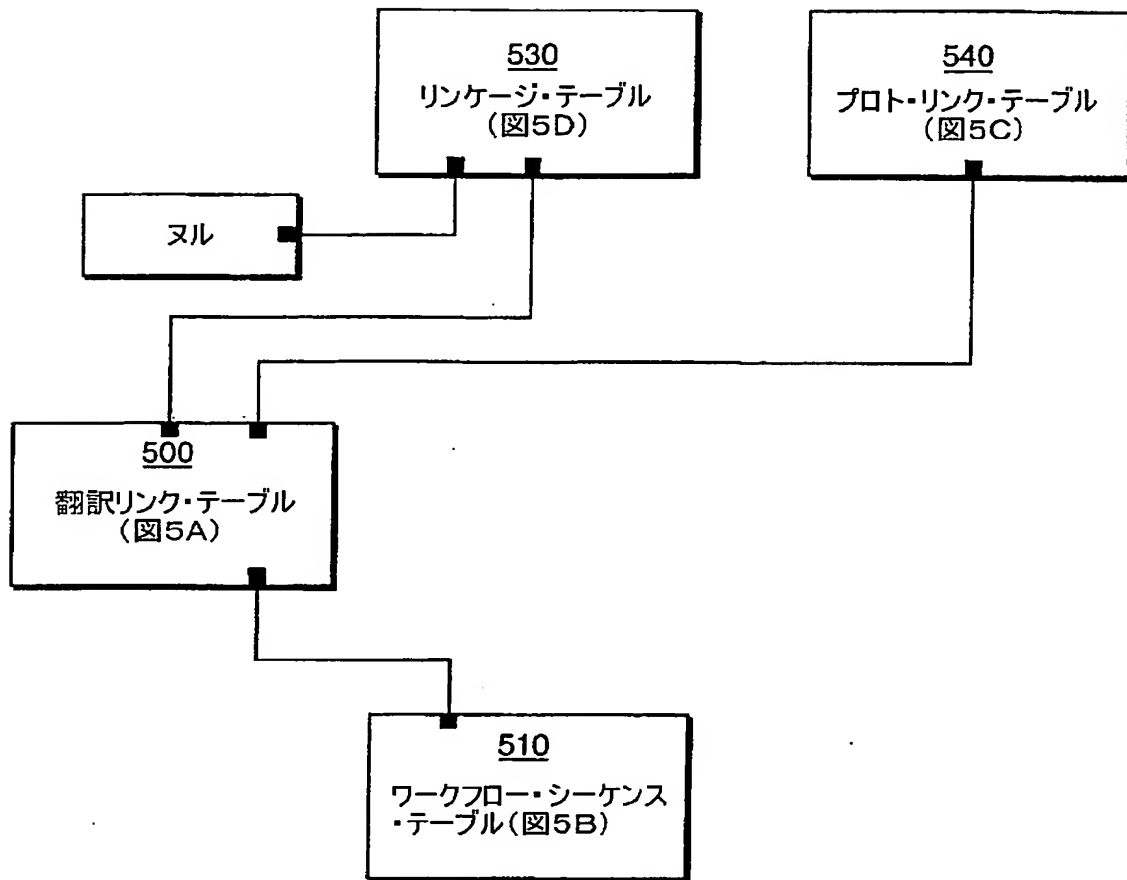 530
リンケージ・テーブル
(図5D)
540
プロト・リンク・テーブル
(図5C)
ヌル
500
翻訳リンク・テーブル
(図5A)
510
ワークフロー・シーケンス
・テーブル(図5B)